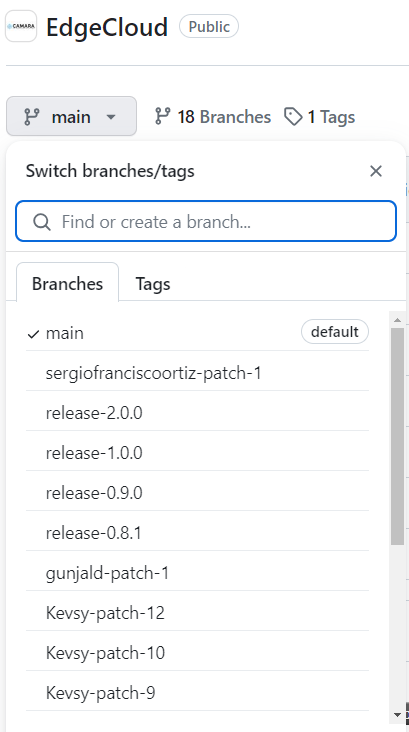 CAMARA EdgeCloud Public
main 18 Branches 1 Tags
Switch branches/tags
Find or create a branch...
Branches Tags
main default
sergiofranciscoortiz-patch-1
release-2.0.0
release-1.0.0
release-0.9.0
release-0.8.1
gunjald-patch-1
Kevsy-patch-12
Kevsy-patch-10
Kevsy-patch-9